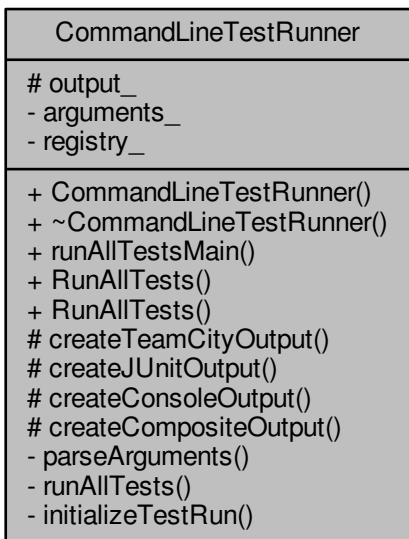 CommandLineTestRunner
# output_
- arguments_
- registry_
+ CommandLineTestRunner()
+ ~CommandLineTestRunner()
+ runAllTestsMain()
+ RunAllTests()
+ RunAllTests()
# createTeamCityOutput()
# createJUnitOutput()
# createConsoleOutput()
# createCompositeOutput()
- parseArguments()
- runAllTests()
- initializeTestRun()